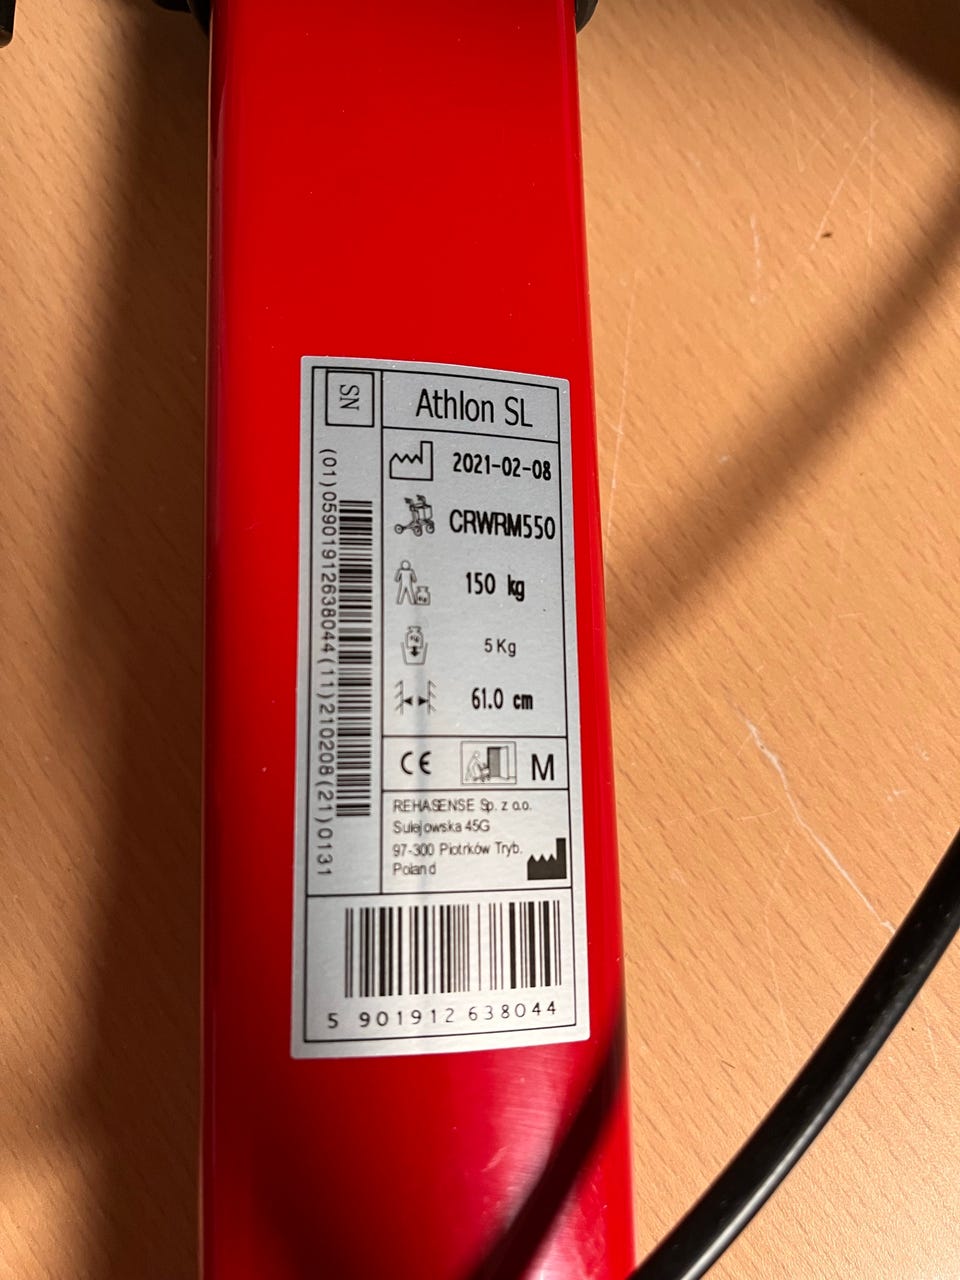 SN
(01)05901912638044(11)210208(21)0131
Athlon SL
2021-02-08
CRWRM550
150 kg
5 Kg
61.0 cm
CE M
REHASENSE Sp. z o.o.
Sulejowska 45G
97-300 Piotrków Tryb.
Poland
5 901912 638044